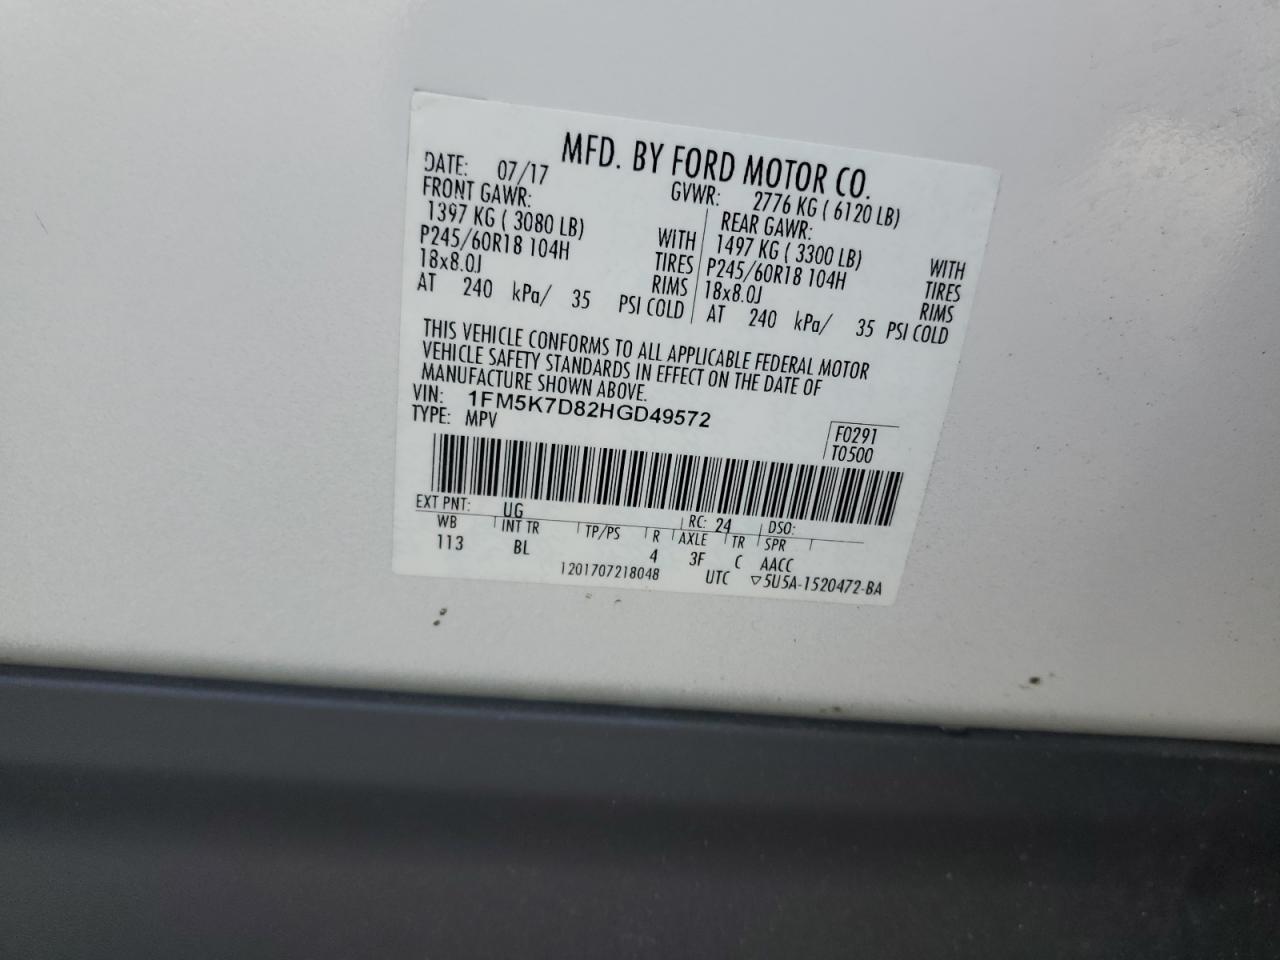 MFD. BY FORD MOTOR CO.
DATE: 07/17 GVWR: 2776 KG ( 6120 LB)
FRONT GAWR: REAR GAWR:
1397 KG ( 3080 LB) WITH 1497 KG ( 3300 LB) WITH
P245/60R18 104H TIRES P245/60R18 104H TIRES
18x8.0J RIMS 18x8.0J RIMS
AT 240 kPa/ 35 PSI COLD AT 240 kPa/ 35 PSI COLD
THIS VEHICLE CONFORMS TO ALL APPLICABLE FEDERAL MOTOR
VEHICLE SAFETY STANDARDS IN EFFECT ON THE DATE OF
MANUFACTURE SHOWN ABOVE.
VIN: 1FM5K7D82HGD49572
TYPE: MPV
F0291
T0500
EXT PNT: UG RC: 24 DSO:
WB INT TR TP/PS R AXLE TR SPR
113 BL 4 3F C AACC
1201707218048 UTC ▽5U5A-1520472-BA